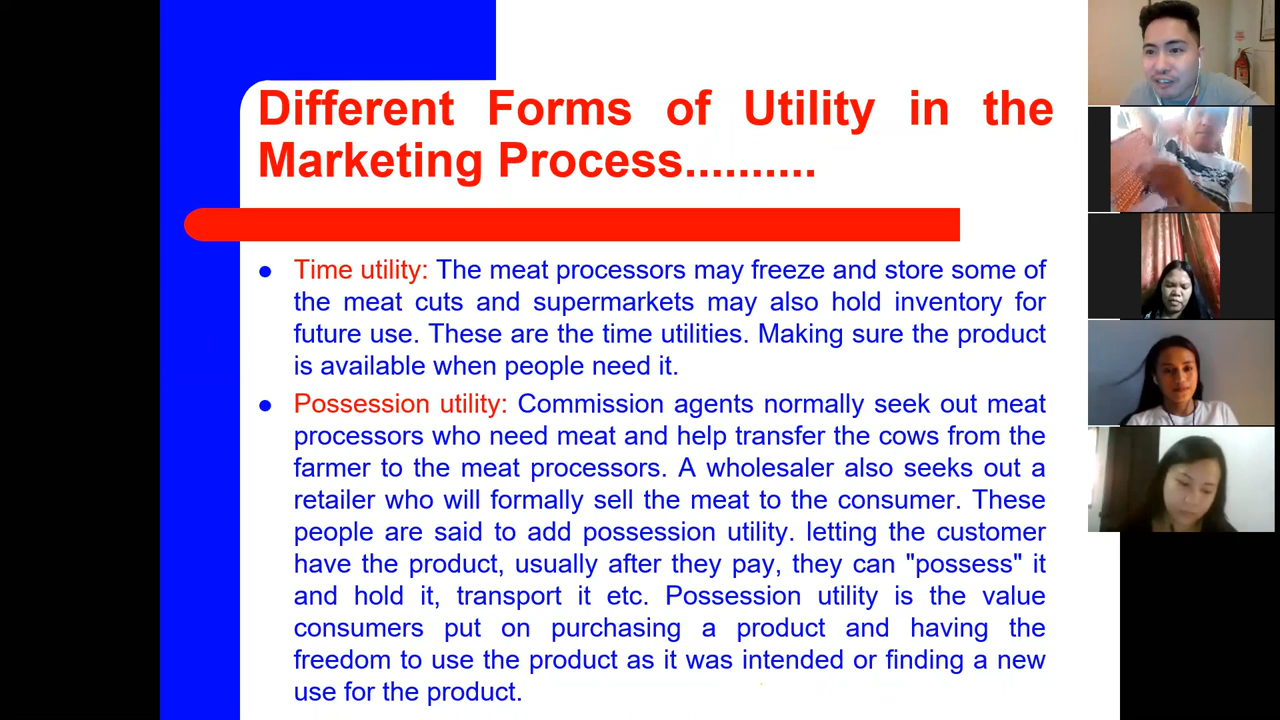 Different Forms of Utility in the
Marketing Process..........
Time utility: The meat processors may freeze and store some of
the meat cuts and supermarkets may also hold inventory for
future use. These are the time utilities. Making sure the product
is available when people need it.
Possession utility: Commission agents normally seek out meat
processors who need meat and help transfer the cows from the
farmer to the meat processors. A wholesaler also seeks out a
retailer who will formally sell the meat to the consumer. These
people are said to add possession utility. letting the customer
have the product, usually after they pay, they can "possess" it
and hold it, transport it etc. Possession utility is the value
consumers put on purchasing a product and having the
freedom to use the product as it was intended or finding a new
use for the product.